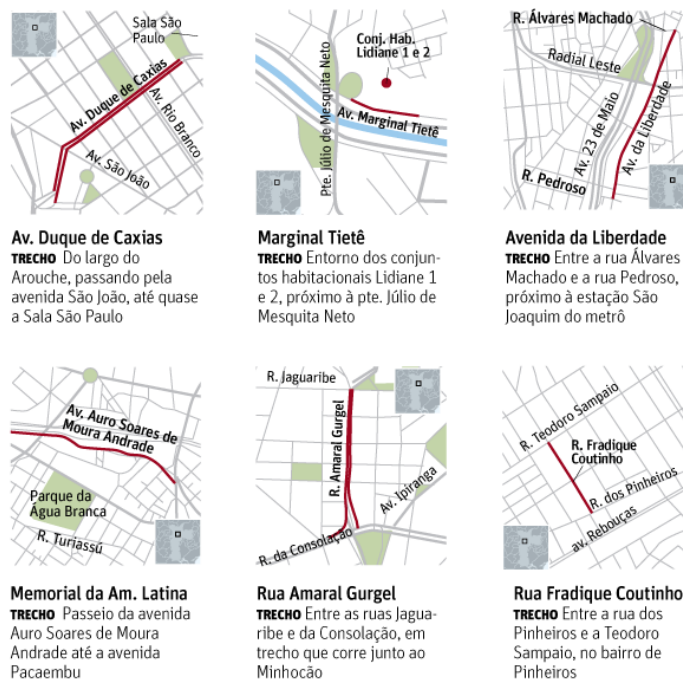 Sala São
Paulo
Av. Duque de Caxias
Av. Rio Branco
Av. São João
Av. Duque de Caxias
TRECHO Do largo do
Arouche, passando pela
avenida São João, até quase
a Sala São Paulo
Conj. Hab.
Lidiane 1 e 2
Pte. Júlio de Mesquita Neto
Av. Marginal Tietê
Marginal Tietê
TRECHO Entorno dos conjun-
tos habitacionais Lidiane 1
e 2, próximo à pte. Júlio de
Mesquita Neto
R. Álvares Machado
Radial Leste
Av. 23 de Maio
Av. da Liberdade
R. Pedroso
Avenida da Liberdade
TRECHO Entre a rua Álvares
Machado e a rua Pedroso,
próximo à estação São
Joaquim do metrô
Av. Auro Soares de
Moura Andrade
Parque da
Água Branca
R. Turiassú
Memorial da Am. Latina
TRECHO Passeio da avenida
Auro Soares de Moura
Andrade até a avenida
Pacaembu
R. Jaguaribe
R. Amaral Gurgel
Av. Ipiranga
R. da Consolação
Rua Amaral Gurgel
TRECHO Entre as ruas Jagua-
ribe e da Consolação, em
trecho que corre junto ao
Minhocão
R. Teodoro Sampaio
R. Fradique
Coutinho
R. dos Pinheiros
av. Rebouças
Rua Fradique Coutinho
TRECHO Entre a rua dos
Pinheiros e a Teodoro
Sampaio, no bairro de
Pinheiros